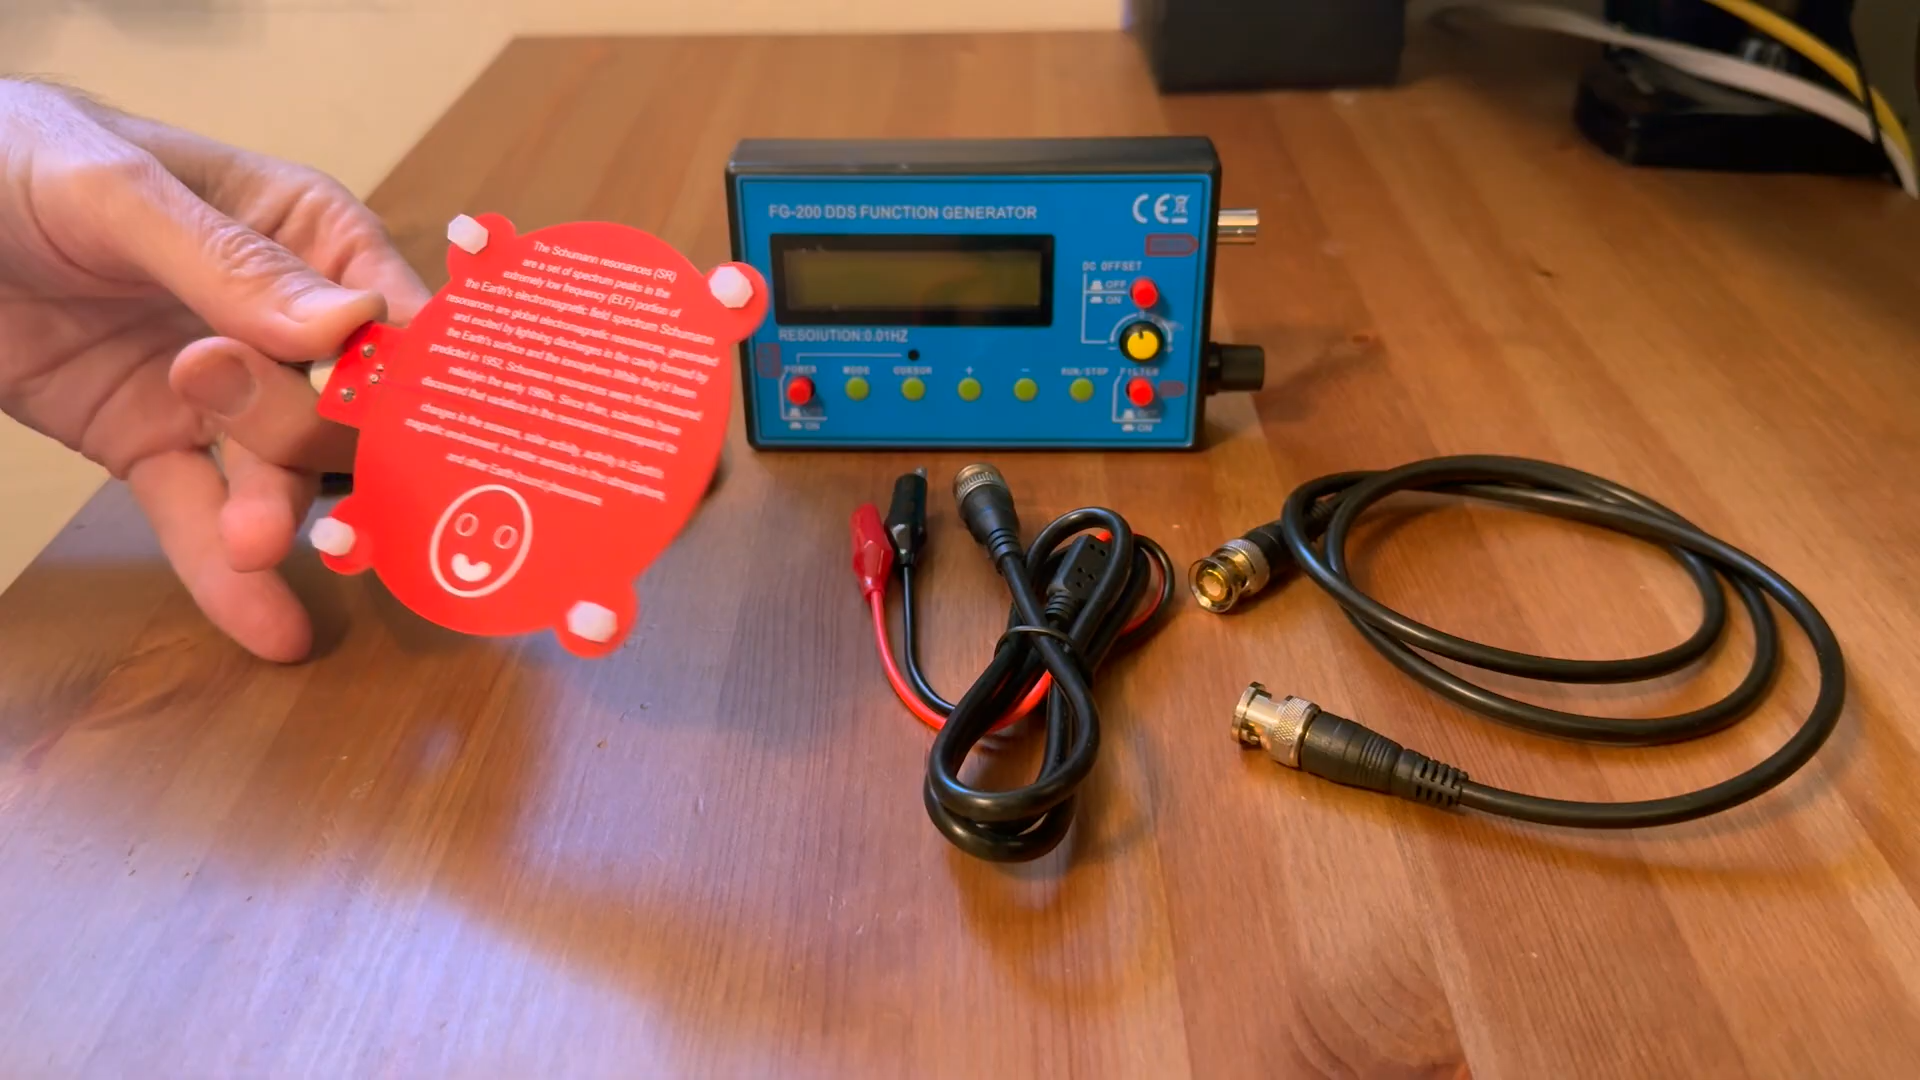 The Schumann resonances (SR)
are a set of spectrum peaks in the
extremely low frequency (ELF) portion of
the Earth's electromagnetic field spectrum Schumann
resonances are global electromagnetic resonances, generated
and excited by lightning discharges in the cavity formed by
the Earth's surface and the ionosphere. While they'd been
predicted in 1952, Schumann resonances were first measured
reliably in the early 1960s. Since then, scientists have
discovered that variations in the resonances correspond to
changes in the seasons, solar activity, activity in Earth's
magnetic environment, in water aerosols in the atmosphere,
and other Earth-bound phenomena.
FG-200 DDS FUNCTION GENERATOR
CE
DC OFFSET
OFF
ON
RESOIUTION:0.01HZ
POWER
MODE
CURSOR
+
−
RUN/STOP
FILTER
OFF
ON
OFF
ON